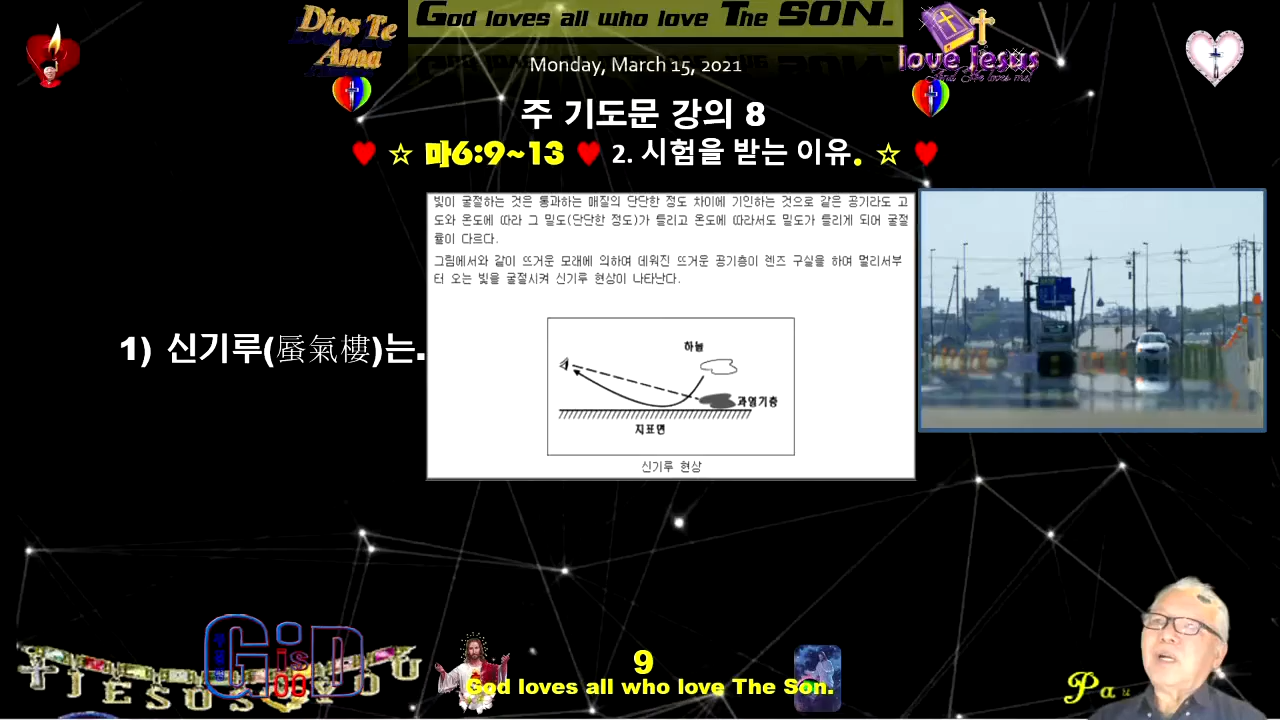 Dios Te
Ama
God loves all who love The SON.
love Jesus
And He loves me!
Monday, March 15, 2021
주 기도문 강의 8
☆ 마6:9~13 2. 시험을 받는 이유. ☆
빛이 굴절하는 것은 통과하는 매질의 단단한 정도 차이에 기인하는 것으로 같은 공기라도 고
도와 온도에 따라 그 밀도(단단한 정도)가 틀리고 온도에 따라서도 밀도가 틀리게 되어 굴절
률이 다르다.
그림에서와 같이 뜨거운 모래에 의하여 데워진 뜨거운 공기층이 렌즈 구실을 하여 멀리서부
터 오는 빛을 굴절시켜 신기루 현상이 나타난다.
1) 신기루(蜃氣樓)는.
하늘
과열기층
지표면
신기루 현상
GisD
JESUS
9
God loves all who love The Son.
Pau